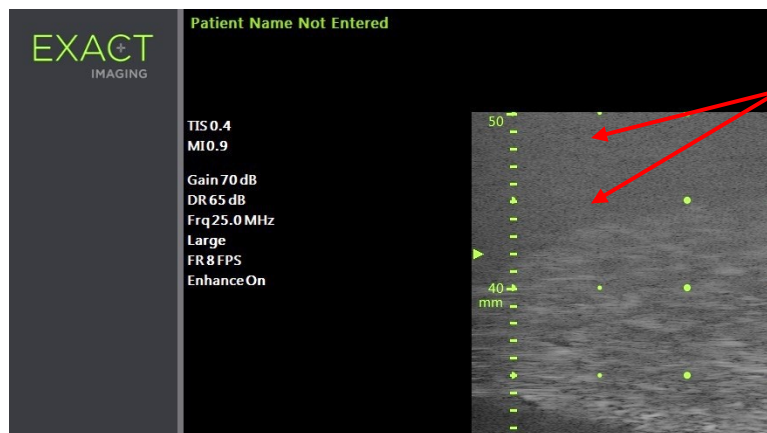 EXACT
IMAGING
Patient Name Not Entered
TIS 0.4
MI 0.9
Gain 70 dB
DR 65 dB
Frq 25.0 MHz
Large
FR 8 FPS
Enhance On
50
40
mm